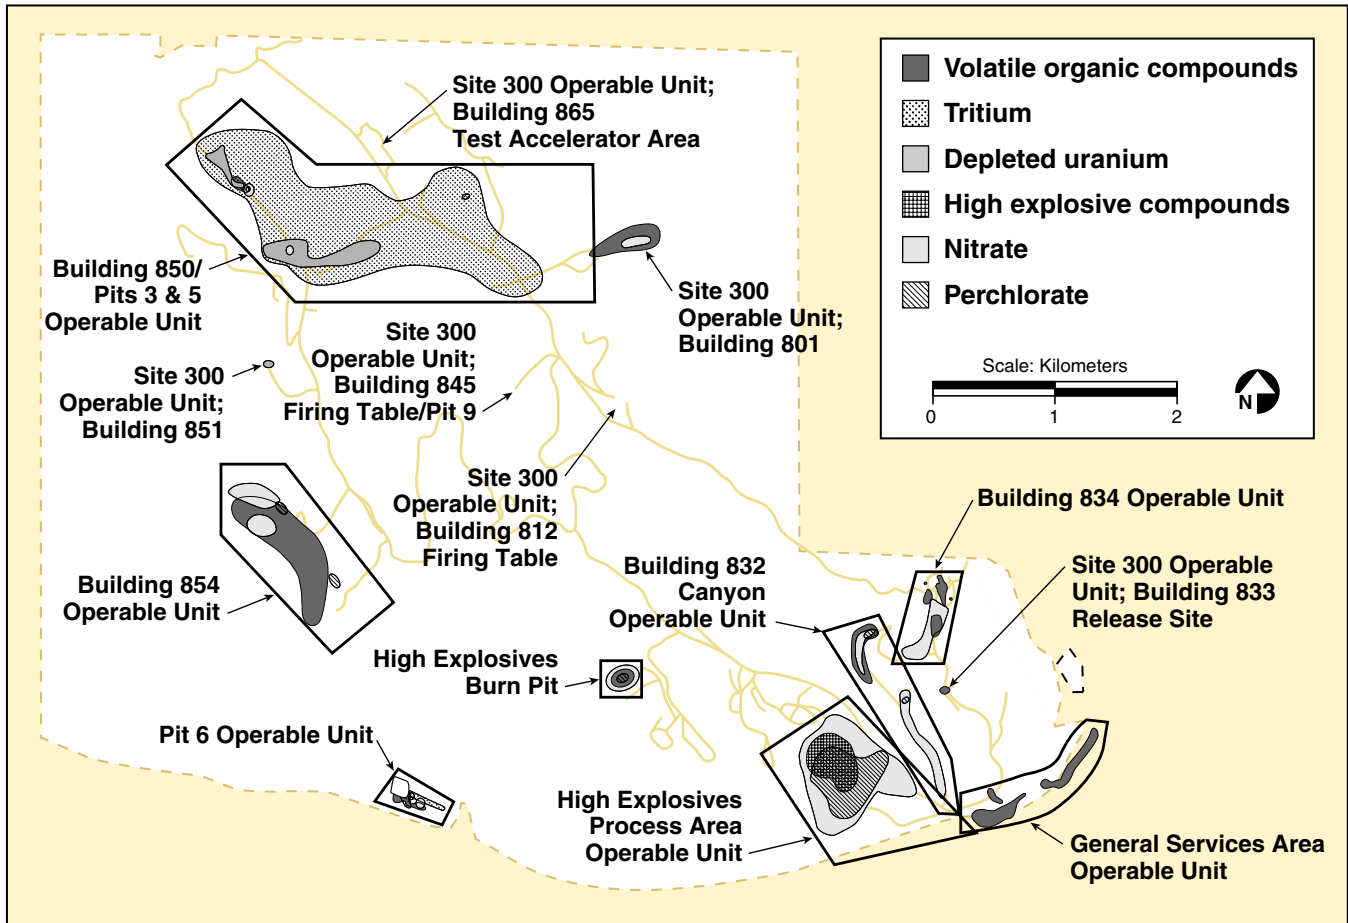 Site 300 Operable Unit;
Building 865
Test Accelerator Area
Volatile organic compounds
Tritium
Depleted uranium
High explosive compounds
Nitrate
Perchlorate
Scale: Kilometers
0
1
2
N
Building 850/
Pits 3 & 5
Operable Unit
Site 300
Operable Unit;
Building 801
Site 300
Operable Unit;
Building 845
Firing Table/Pit 9
Site 300
Operable Unit;
Building 851
Site 300
Operable Unit;
Building 812
Firing Table
Building 834 Operable Unit
Building 832
Canyon
Operable Unit
Site 300 Operable
Unit; Building 833
Release Site
Building 854
Operable Unit
High Explosives
Burn Pit
Pit 6 Operable Unit
High Explosives
Process Area
Operable Unit
General Services Area
Operable Unit